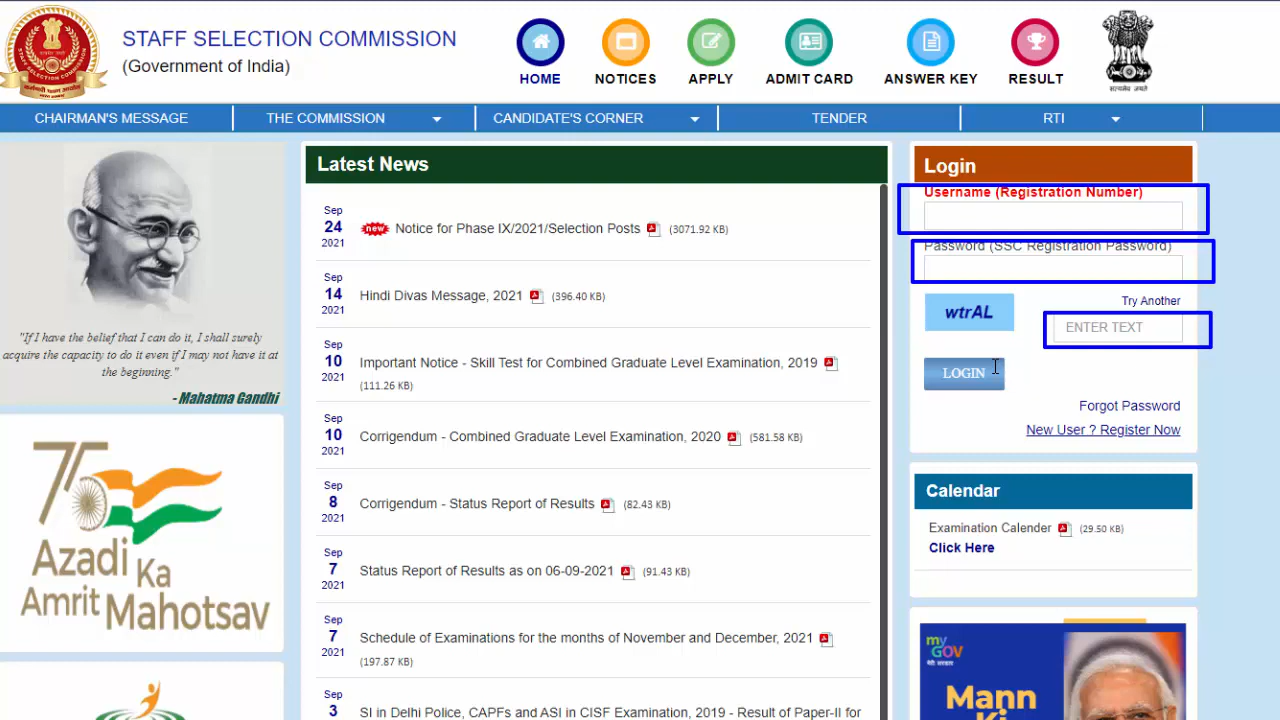 STAFF SELECTION COMMISSION
(Government of India)
HOME
NOTICES
APPLY
ADMIT CARD
ANSWER KEY
RESULT
सत्यमेव जयते
CHAIRMAN'S MESSAGE
THE COMMISSION
CANDIDATE'S CORNER
TENDER
RTI
"If I have the belief that I can do it, I shall surely
acquire the capacity to do it even if I may not have it at
the beginning."
- Mahatma Gandhi
75
Azadi
Ka
Amrit
Mahotsav
Latest News
Sep
24
2021
new Notice for Phase IX/2021/Selection Posts (3071.92 KB)
Sep
14
2021
Hindi Divas Message, 2021 (396.40 KB)
Sep
10
2021
Important Notice - Skill Test for Combined Graduate Level Examination, 2019
(111.26 KB)
Sep
10
2021
Corrigendum - Combined Graduate Level Examination, 2020 (581.58 KB)
Sep
8
2021
Corrigendum - Status Report of Results (82.43 KB)
Sep
7
2021
Status Report of Results as on 06-09-2021 (91.43 KB)
Sep
7
2021
Schedule of Examinations for the months of November and December, 2021
(197.87 KB)
Sep
3
SI in Delhi Police, CAPFs and ASI in CISF Examination, 2019 - Result of Paper-II for
Login
Username (Registration Number)
Password (SSC Registration Password)
wtrAL
Try Another
ENTER TEXT
LOGIN
Forgot Password
New User ? Register Now
Calendar
Examination Calender (29.50 KB)
Click Here
my
GOV
मेरी सरकार
Mann
Ki